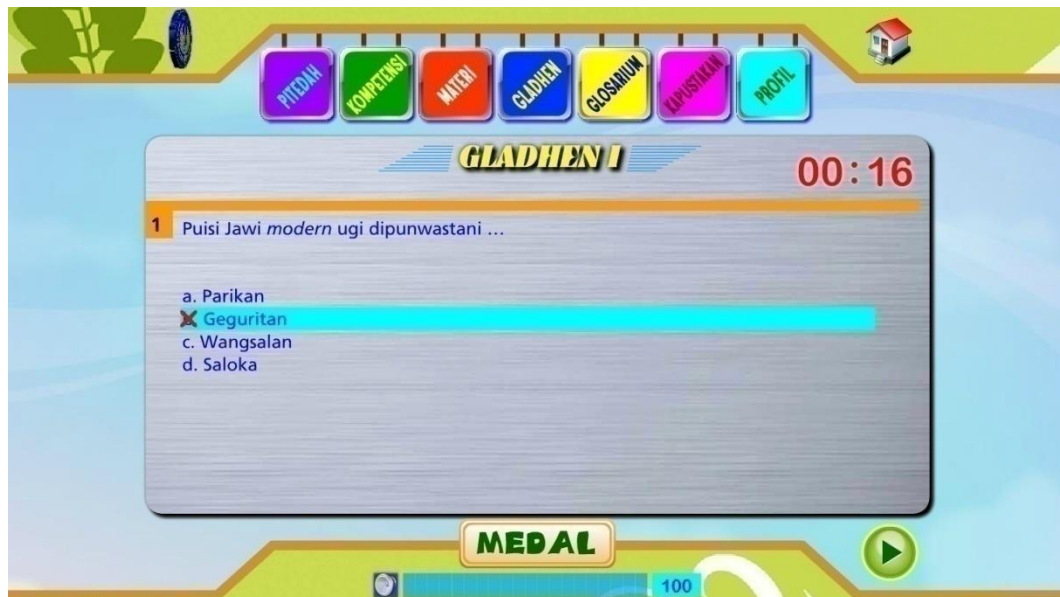 PITEDAH
KOMPETENSI
MATERI
GLADHEN
GLOSARIUM
KAPUSTAKAN
PROFIL
GLADHEN I
00:16
1
Puisi Jawi modern ugi dipunwastani ...
a. Parikan
Geguritan
c. Wangsalan
d. Saloka
MEDAL
100